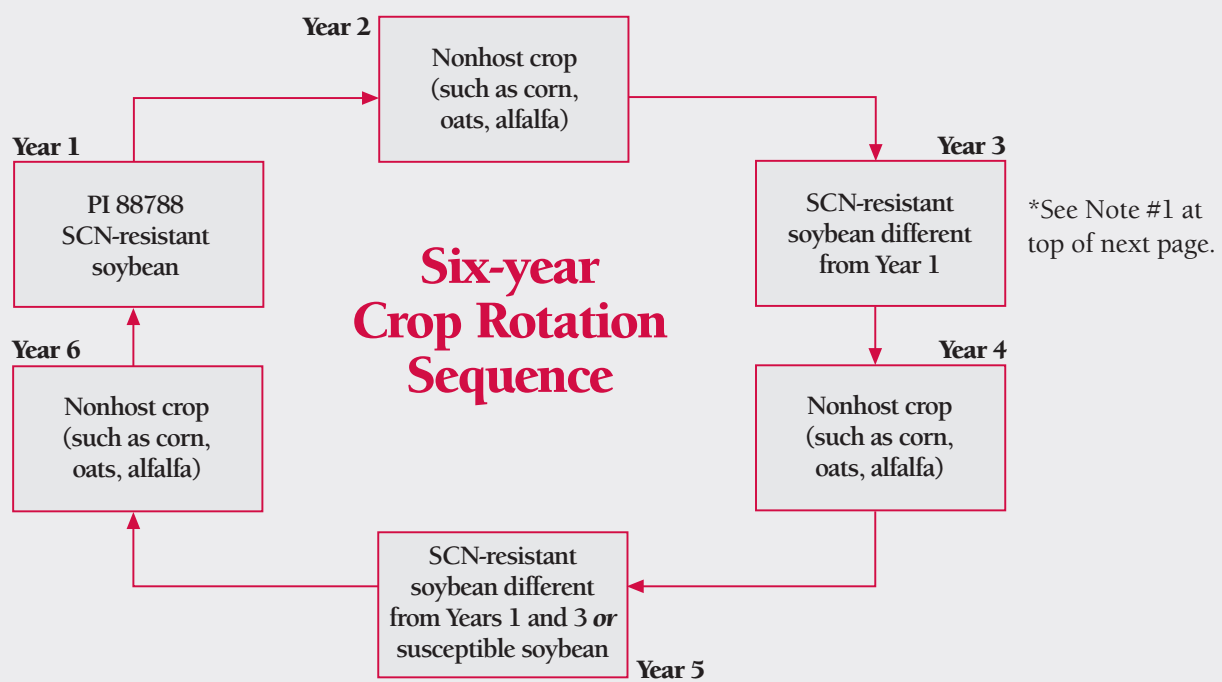 Year 1
PI 88788
SCN-resistant
soybean
Year 2
Nonhost crop
(such as corn,
oats, alfalfa)
Year 3
SCN-resistant
soybean different
from Year 1
*See Note #1 at
top of next page.
Six-year
Crop Rotation
Sequence
Year 4
Nonhost crop
(such as corn,
oats, alfalfa)
SCN-resistant
soybean different
from Years 1 and 3 or
susceptible soybean
Year 5
Year 6
Nonhost crop
(such as corn,
oats, alfalfa)